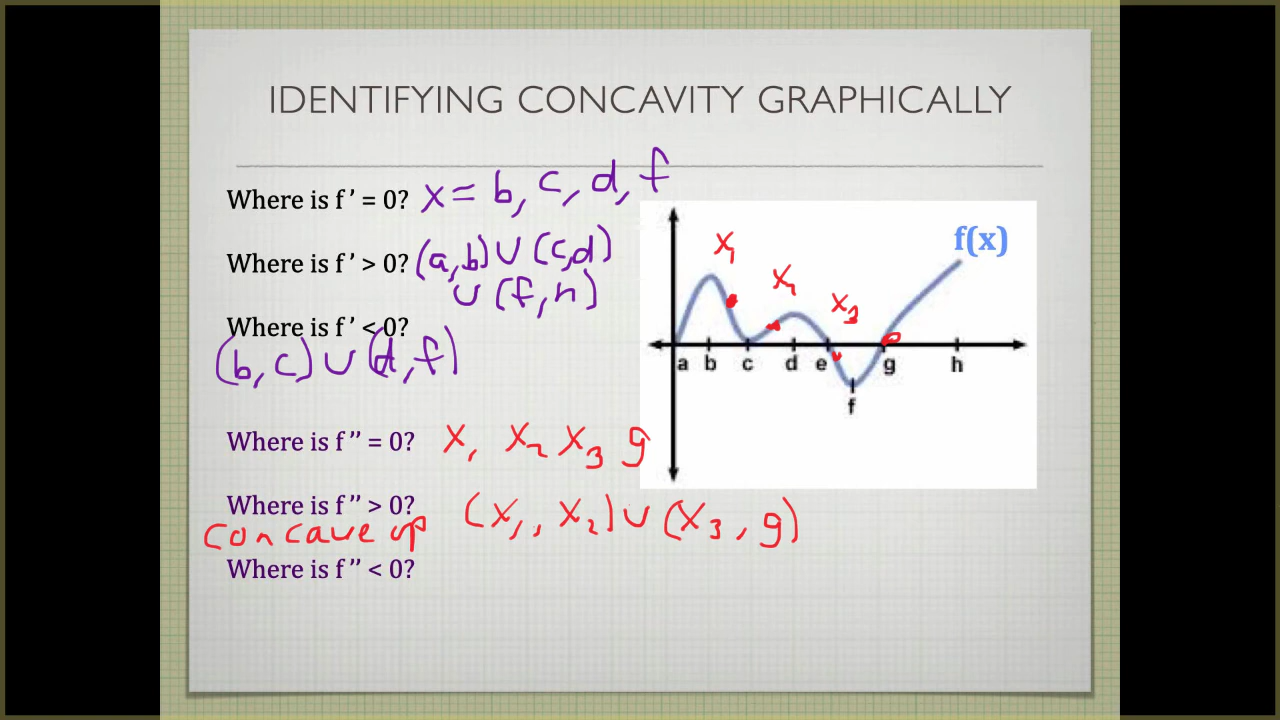 IDENTIFYING CONCAVITY GRAPHICALLY
Where is f ' = 0? x = b, c, d, f
Where is f ' > 0? (a, b) ∪ (c, d)
∪ (f, h)
Where is f ' < 0?
(b, c) ∪ (d, f)
Where is f '' = 0? x₁ x₂ x₃ g
Where is f '' > 0? (x₁, x₂) ∪ (x₃, g)
concave up
Where is f '' < 0?
f(x)
x₁
x₂
x₃
a b c d e g h
f